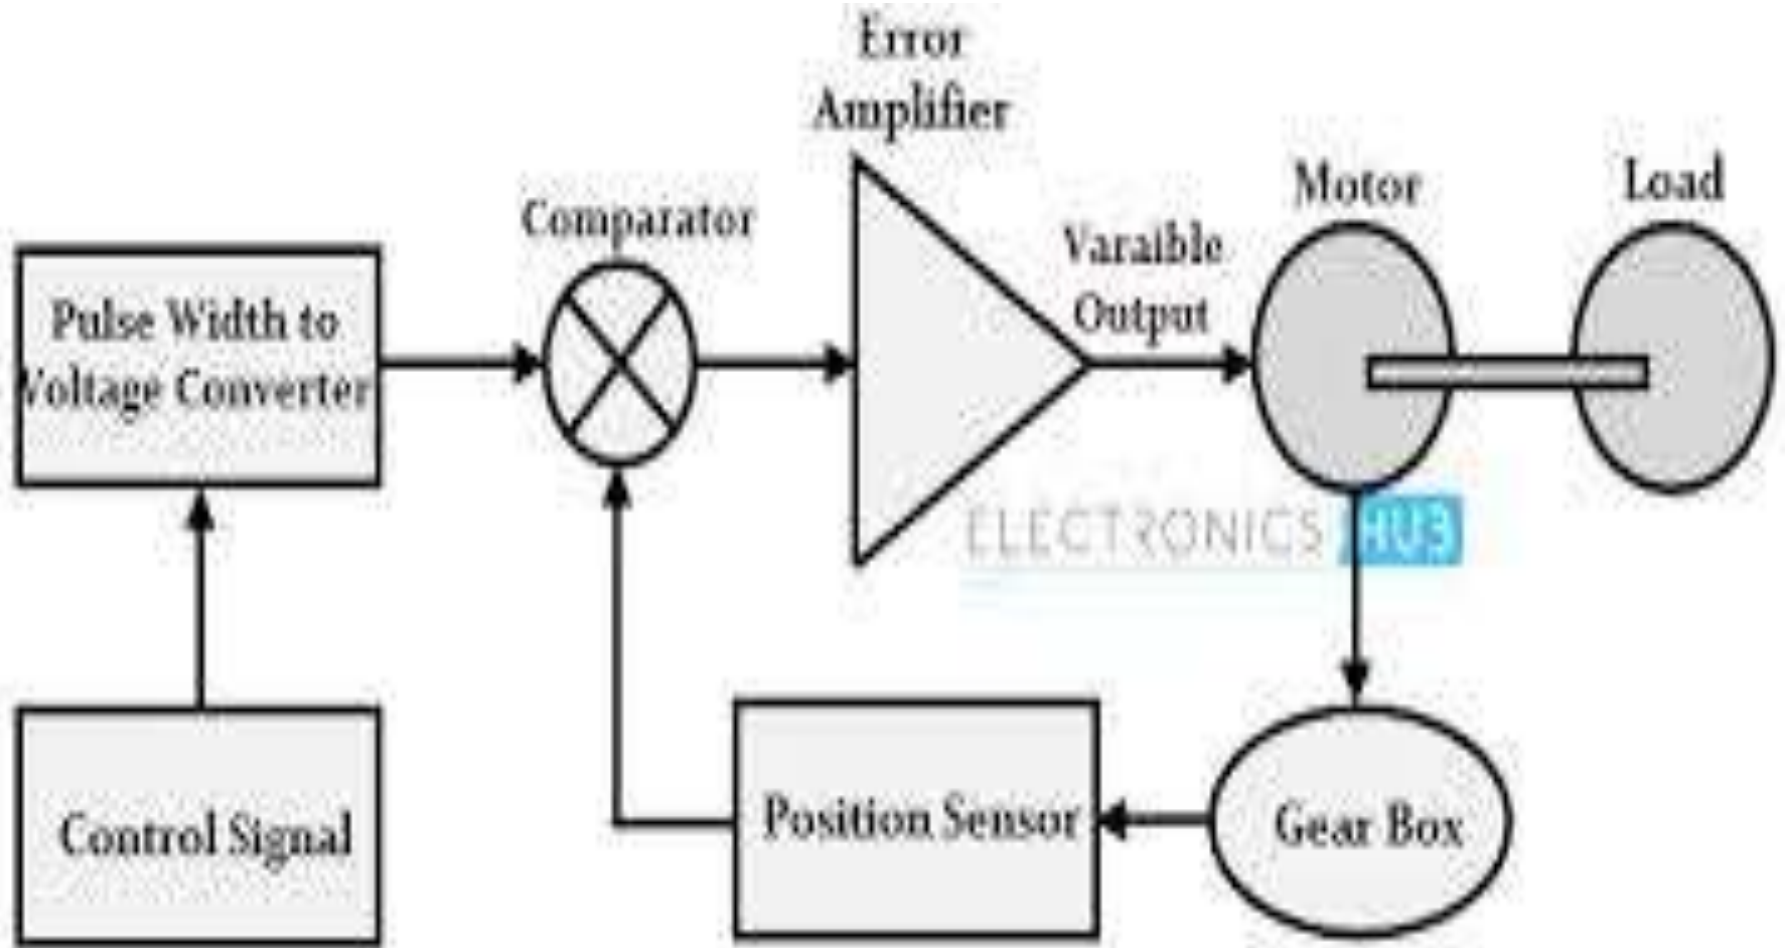 Error
Amplifier
Comparator
Varaible
Output
Motor
Load
Pulse Width to
Voltage Converter
ELECTRONICS HUB
Control Signal
Position Sensor
Gear Box